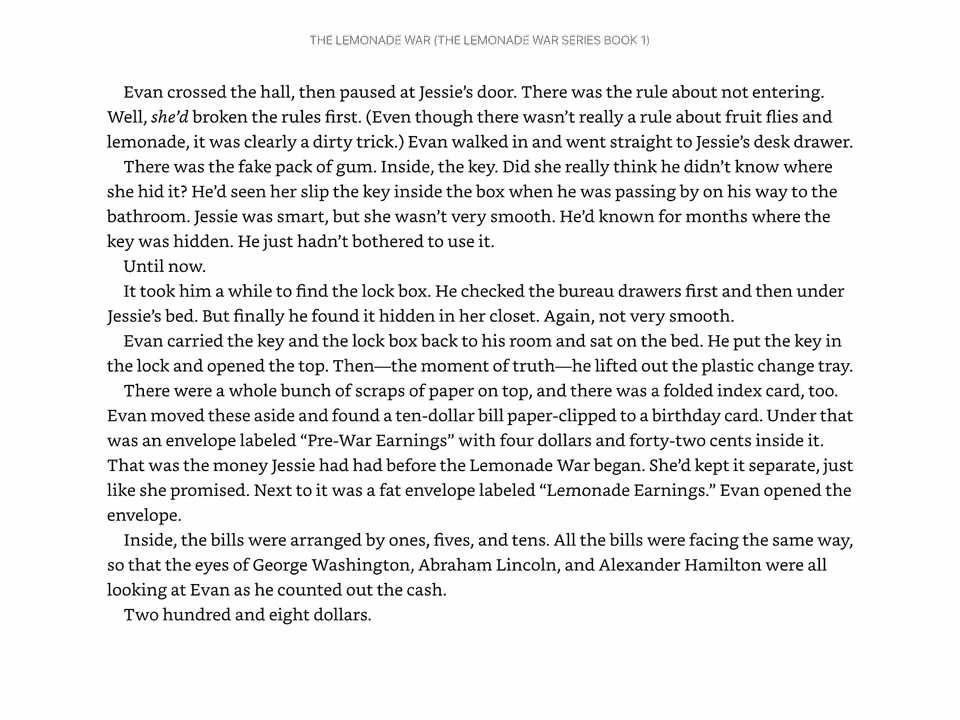 THE LEMONADE WAR (THE LEMONADE WAR SERIES BOOK 1)
Evan crossed the hall, then paused at Jessie’s door. There was the rule about not entering.
Well, she’d broken the rules first. (Even though there wasn’t really a rule about fruit flies and
lemonade, it was clearly a dirty trick.) Evan walked in and went straight to Jessie’s desk drawer.
There was the fake pack of gum. Inside, the key. Did she really think he didn’t know where
she hid it? He’d seen her slip the key inside the box when he was passing by on his way to the
bathroom. Jessie was smart, but she wasn’t very smooth. He’d known for months where the
key was hidden. He just hadn’t bothered to use it.
Until now.
It took him a while to find the lock box. He checked the bureau drawers first and then under
Jessie’s bed. But finally he found it hidden in her closet. Again, not very smooth.
Evan carried the key and the lock box back to his room and sat on the bed. He put the key in
the lock and opened the top. Then—the moment of truth—he lifted out the plastic change tray.
There were a whole bunch of scraps of paper on top, and there was a folded index card, too.
Evan moved these aside and found a ten-dollar bill paper-clipped to a birthday card. Under that
was an envelope labeled “Pre-War Earnings” with four dollars and forty-two cents inside it.
That was the money Jessie had had before the Lemonade War began. She’d kept it separate, just
like she promised. Next to it was a fat envelope labeled “Lemonade Earnings.” Evan opened the
envelope.
Inside, the bills were arranged by ones, fives, and tens. All the bills were facing the same way,
so that the eyes of George Washington, Abraham Lincoln, and Alexander Hamilton were all
looking at Evan as he counted out the cash.
Two hundred and eight dollars.